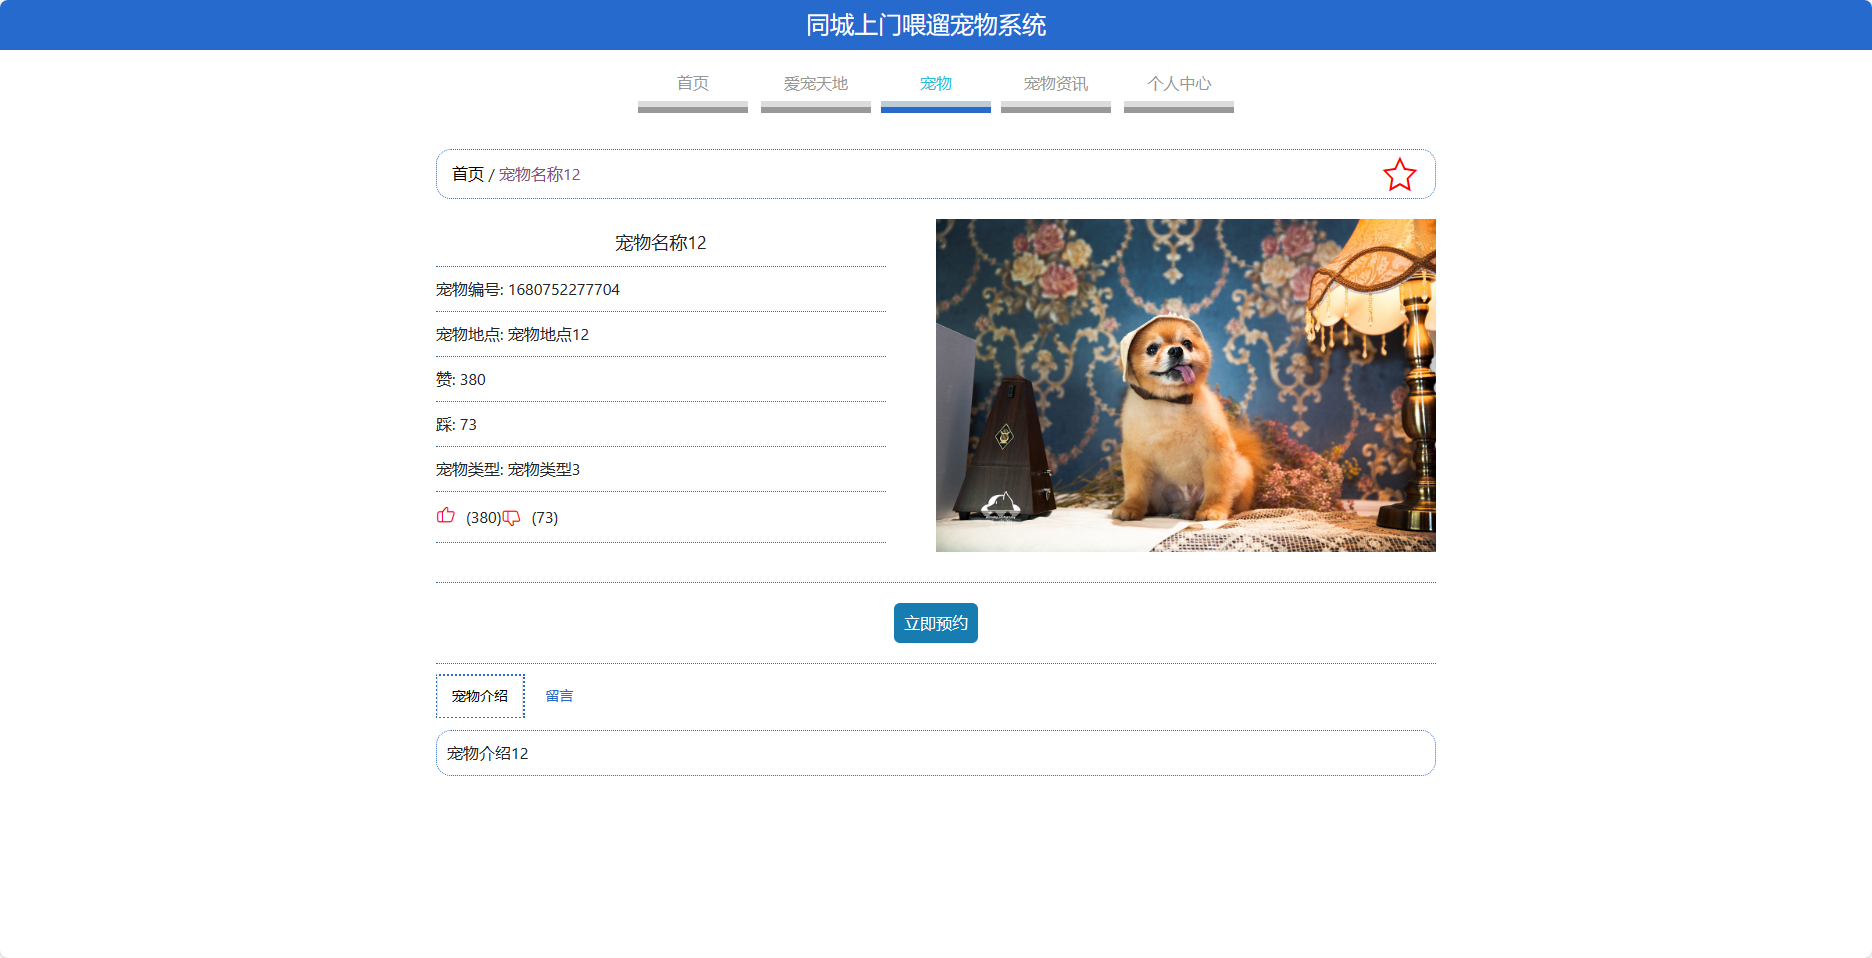 同城上门喂遛宠物系统
首页 爱宠天地 宠物 宠物资讯 个人中心
首页 / 宠物名称12
宠物名称12
宠物编号: 1680752277704
宠物地点: 宠物地点12
赞: 380
踩: 73
宠物类型: 宠物类型3
(380) (73)
立即预约
宠物介绍 留言
宠物介绍12